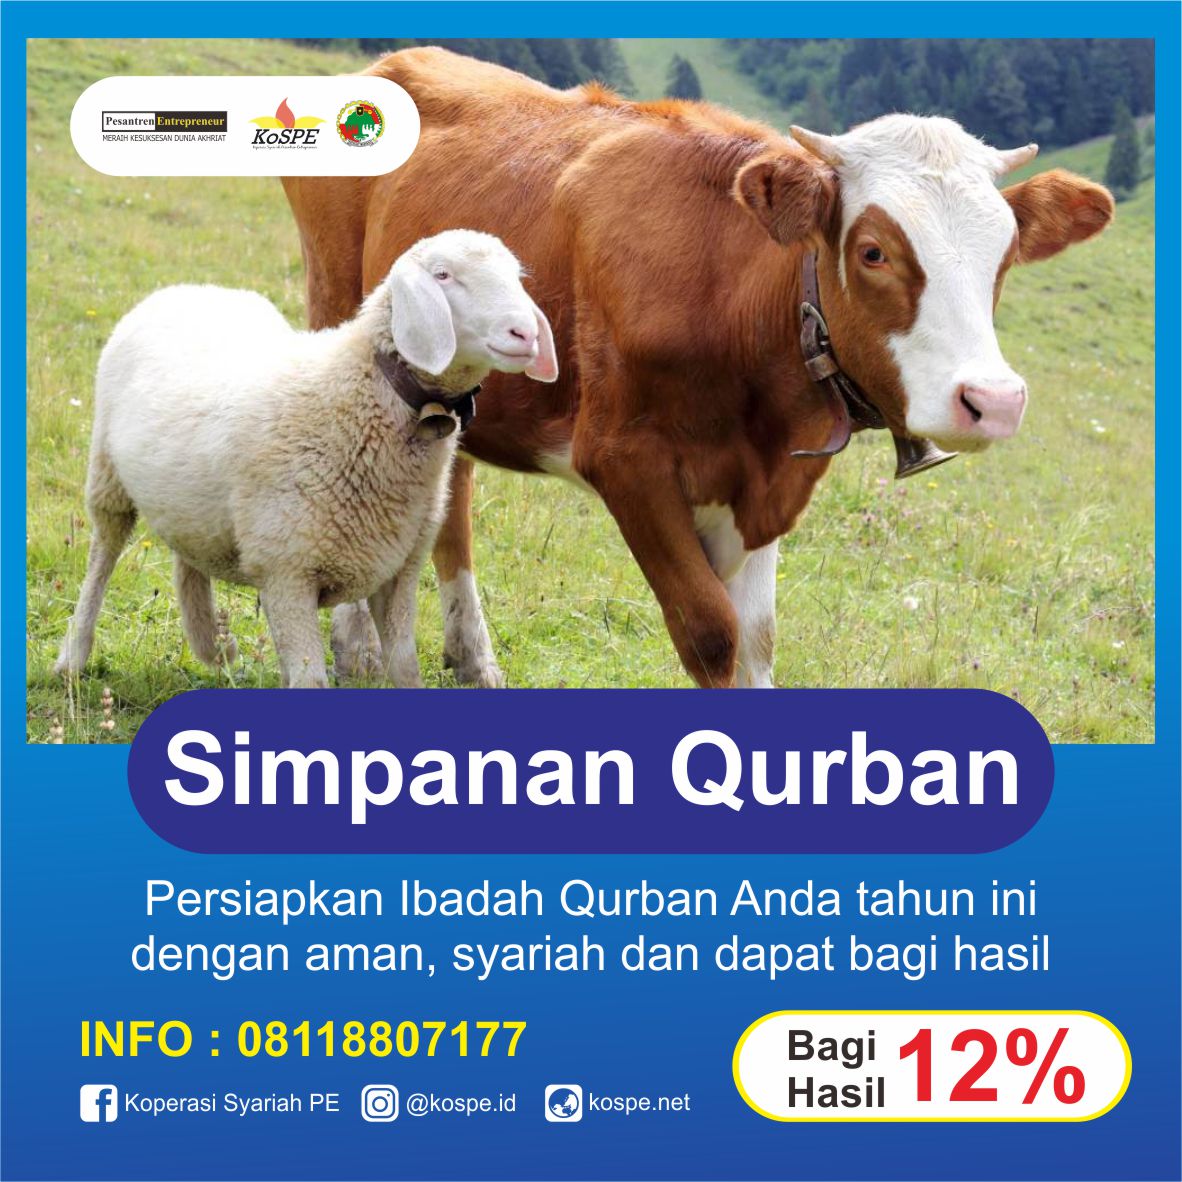 Pesantren Entrepreneur
MERAIH KESUKSESAN DUNIA AKHRIAT
KoSPE
Simpanan Qurban
Persiapkan Ibadah Qurban Anda tahun ini
dengan aman, syariah dan dapat bagi hasil
INFO : 08118807177
Koperasi Syariah PE
@kospe.id
kospe.net
Bagi
Hasil
12%